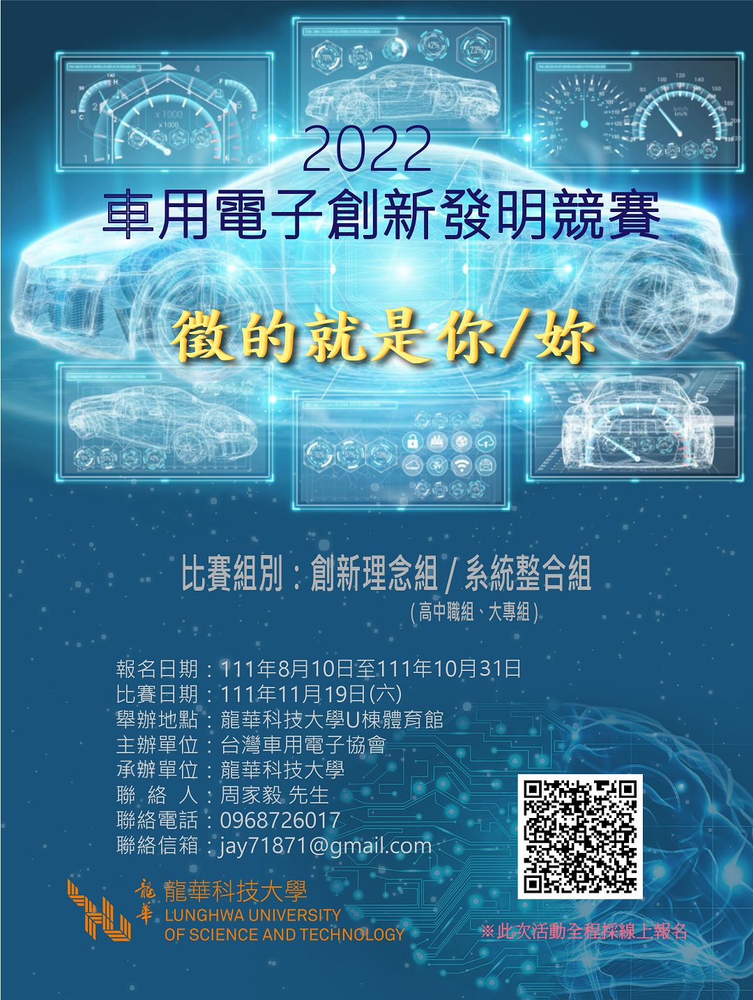 2022
車用電子創新發明競賽
徵的就是你/妳
比賽組別：創新理念組 / 系統整合組
( 高中職組、大專組 )
報名日期：111年8月10日至111年10月31日
比賽日期：111年11月19日(六)
舉辦地點：龍華科技大學U棟體育館
主辦單位：台灣車用電子協會
承辦單位：龍華科技大學
聯 絡 人：周家毅 先生
聯絡電話：0968726017
聯絡信箱：jay71871@gmail.com
龍華 龍華科技大學
LUNGHWA UNIVERSITY
OF SCIENCE AND TECHNOLOGY
※此次活動全程採線上報名